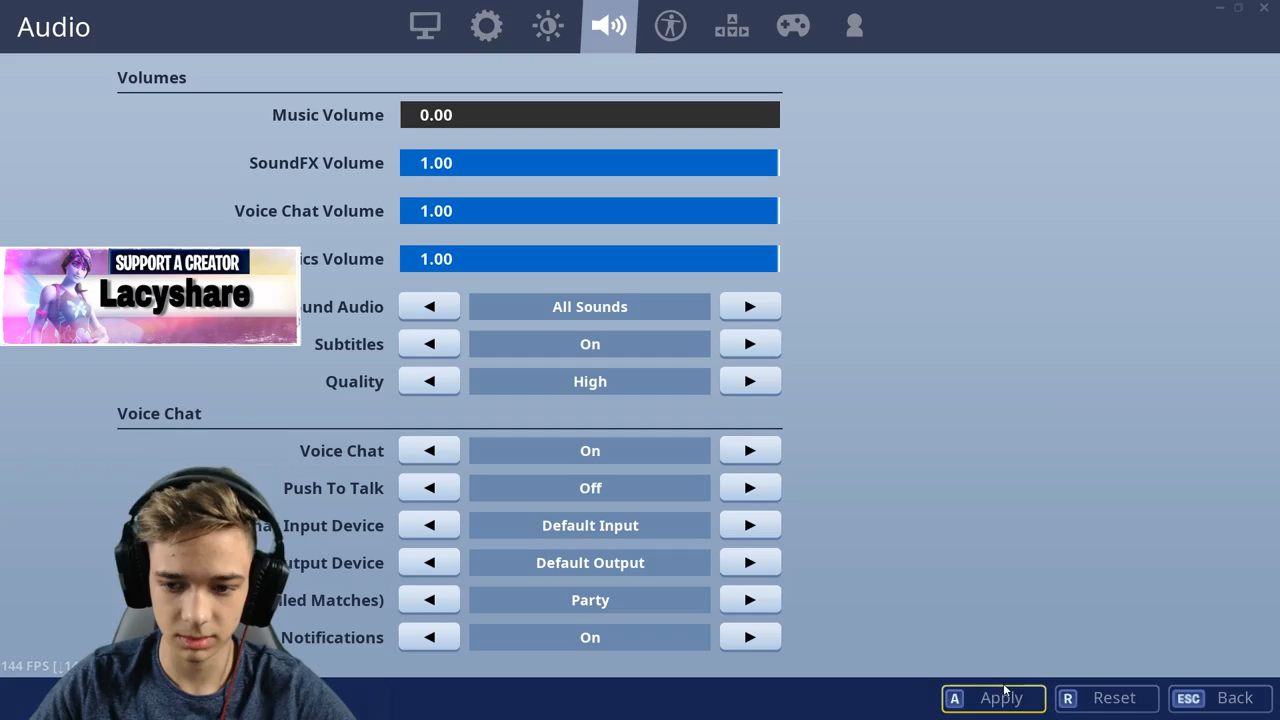 Audio
Volumes
Music Volume 0.00
SoundFX Volume 1.00
Voice Chat Volume 1.00
ics Volume 1.00
SUPPORT A CREATOR
Lacyshare
und Audio ◀ All Sounds ▶
Subtitles ◀ On ▶
Quality ◀ High ▶
Voice Chat
Voice Chat ◀ On ▶
Push To Talk ◀ Off ▶
Input Device ◀ Default Input ▶
utput Device ◀ Default Output ▶
lled Matches) ◀ Party ▶
Notifications ◀ On ▶
144 FPS
A Apply R Reset ESC Back